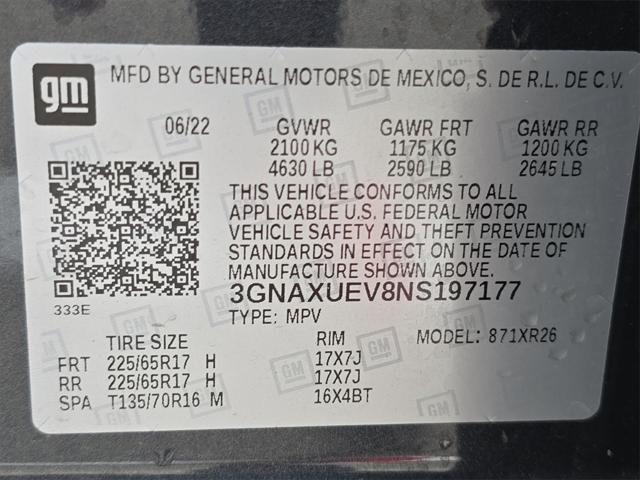 gm MFD BY GENERAL MOTORS DE MEXICO, S. DE R.L. DE C.V.
06/22 GVWR GAWR FRT GAWR RR
2100 KG 1175 KG 1200 KG
4630 LB 2590 LB 2645 LB
THIS VEHICLE CONFORMS TO ALL
APPLICABLE U.S. FEDERAL MOTOR
VEHICLE SAFETY AND THEFT PREVENTION
STANDARDS IN EFFECT ON THE DATE OF
MANUFACTURE SHOWN ABOVE.
333E 3GNAXUEV8NS197177
TYPE: MPV
TIRE SIZE RIM MODEL: 871XR26
FRT 225/65R17 H 17X7J
RR 225/65R17 H 17X7J
SPA T135/70R16 M 16X4BT